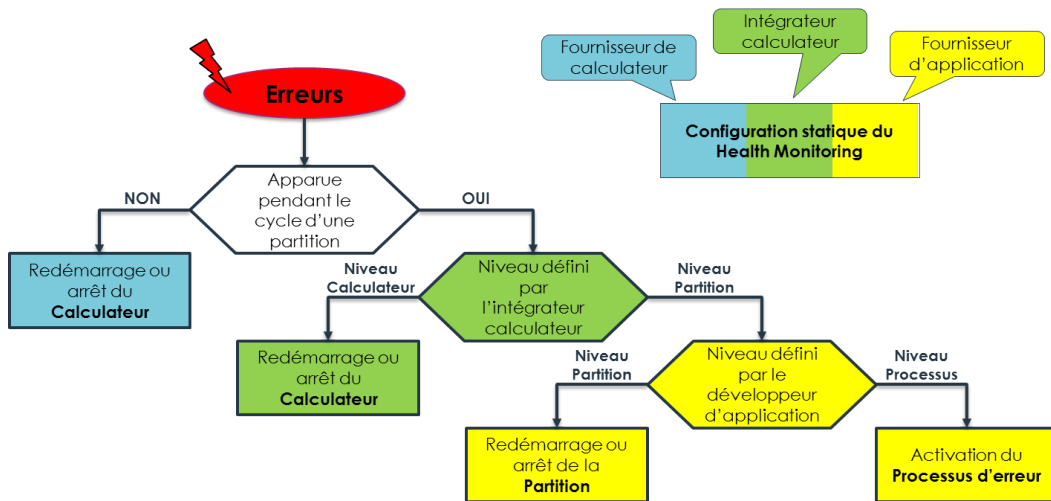 Intégrateur
calculateur
Fournisseur de
calculateur
Fournisseur
d'application
Erreurs
Configuration statique du
Health Monitoring
Apparue
pendant le
cycle d'une
partition
NON
OUI
Redémarrage ou
arrêt du
Calculateur
Niveau
Calculateur
Niveau défini
par
l'intégrateur
calculateur
Niveau
Partition
Redémarrage ou
arrêt du
Calculateur
Niveau
Partition
Niveau défini
par le
développeur
d'application
Niveau
Processus
Redémarrage ou
arrêt de la
Partition
Activation du
Processus d'erreur